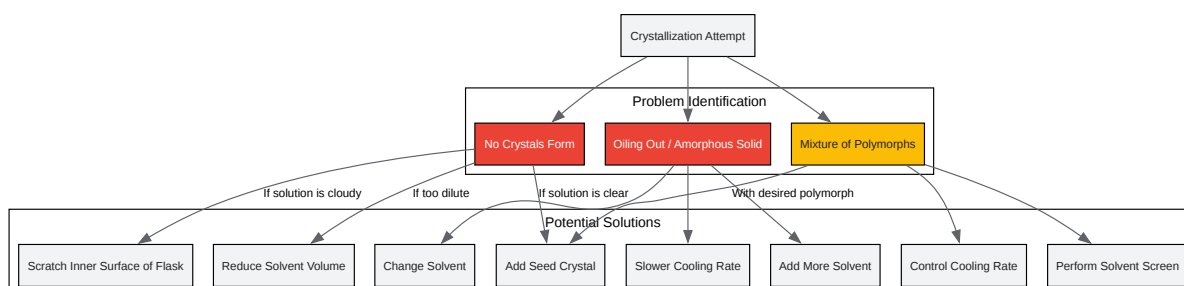 Crystallization Attempt
Problem Identification
No Crystals Form
Oiling Out / Amorphous Solid
Mixture of Polymorphs
If solution is cloudy
If too dilute
If solution is clear
With desired polymorph
Potential Solutions
Scratch Inner Surface of Flask
Reduce Solvent Volume
Change Solvent
Add Seed Crystal
Slower Cooling Rate
Add More Solvent
Control Cooling Rate
Perform Solvent Screen